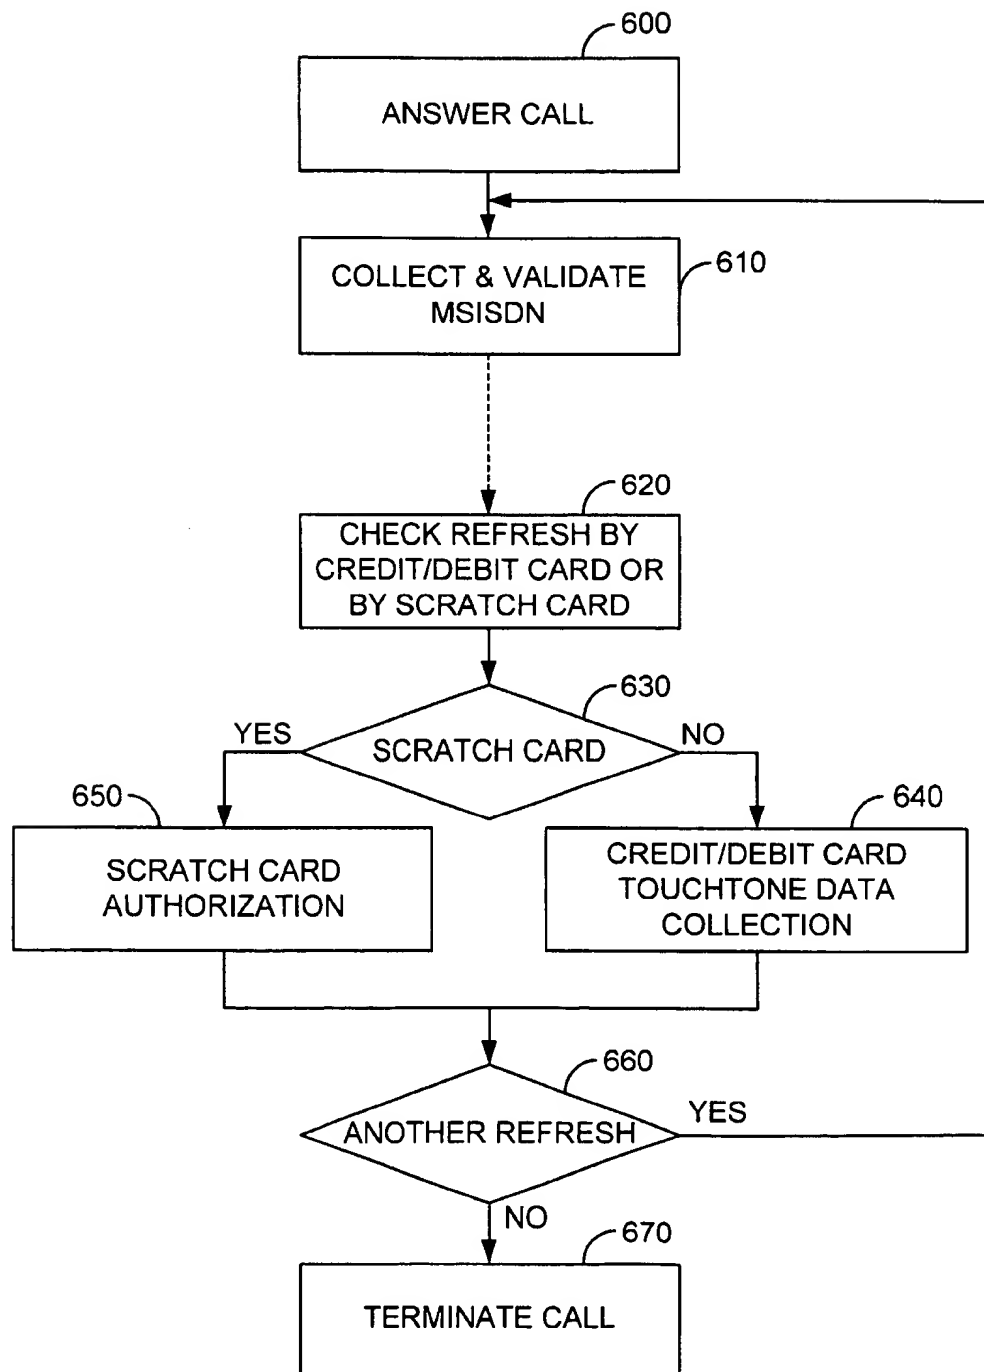 600
ANSWER CALL
610
COLLECT & VALIDATE
MSISDN
620
CHECK REFRESH BY
CREDIT/DEBIT CARD OR
BY SCRATCH CARD
630
YES
SCRATCH CARD
NO
650
640
SCRATCH CARD
AUTHORIZATION
CREDIT/DEBIT CARD
TOUCHTONE DATA
COLLECTION
660
ANOTHER REFRESH
YES
NO
670
TERMINATE CALL